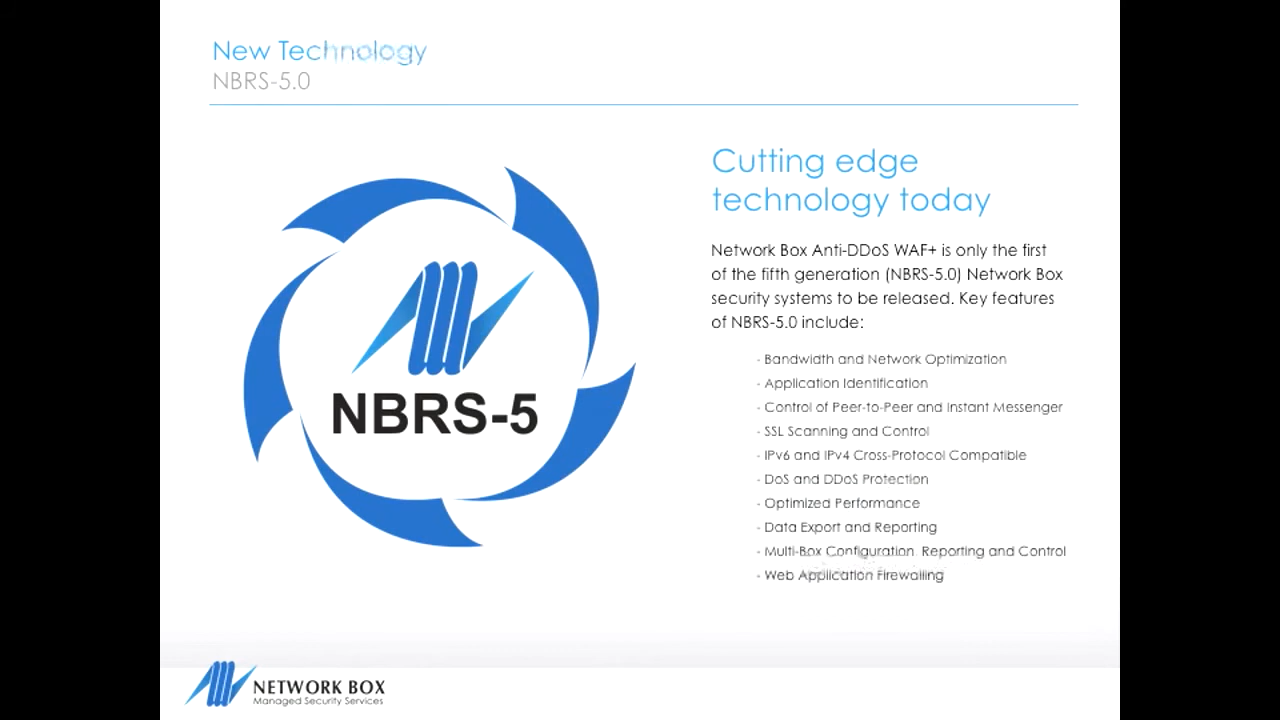 New Technology
NBRS-5.0
Cutting edge
technology today
Network Box Anti-DDoS WAF+ is only the first
of the fifth generation (NBRS-5.0) Network Box
security systems to be released. Key features
of NBRS-5.0 include:
- Bandwidth and Network Optimization
- Application Identification
- Control of Peer-to-Peer and Instant Messenger
- SSL Scanning and Control
- IPv6 and IPv4 Cross-Protocol Compatible
- DoS and DDoS Protection
- Optimized Performance
- Data Export and Reporting
- Multi-Box Configuration, Reporting and Control
- Web Application Firewalling
NBRS-5
NETWORK BOX
Managed Security Services